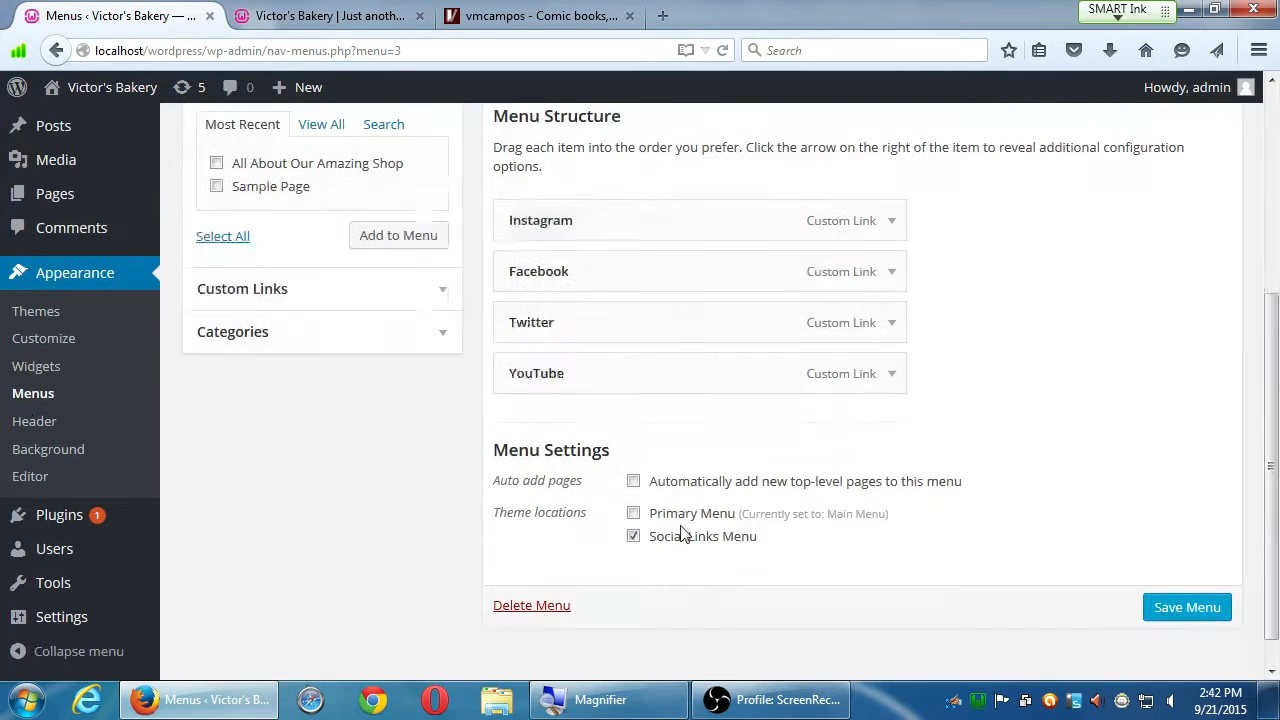 Menus ‹ Victor's Bakery — ...
Victor's Bakery | Just anoth...
vmcampos - Comic books,...
SMART Ink
localhost/wordpress/wp-admin/nav-menus.php?menu=3
Search
Victor's Bakery
5
0
New
Howdy, admin
Posts
Media
Pages
Comments
Appearance
Themes
Customize
Widgets
Menus
Header
Background
Editor
Plugins 1
Users
Tools
Settings
Collapse menu
Most Recent
View All
Search
All About Our Amazing Shop
Sample Page
Select All
Add to Menu
Custom Links
Categories
Menu Structure
Drag each item into the order you prefer. Click the arrow on the right of the item to reveal additional configuration
options.
Instagram Custom Link
Facebook Custom Link
Twitter Custom Link
YouTube Custom Link
Menu Settings
Auto add pages Automatically add new top-level pages to this menu
Theme locations Primary Menu (Currently set to: Main Menu)
Social Links Menu
Delete Menu
Save Menu
Menus ‹ Victor's B...
Magnifier
Profile: ScreenRec...
2:42 PM
9/21/2015